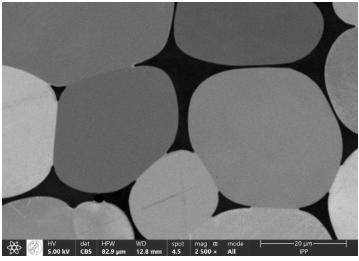 HV det HFW WD spot mag ¤ mode 20 µm
5.00 kV CBS 82.9 µm 12.8 mm 4.5 2 500 × All IPP